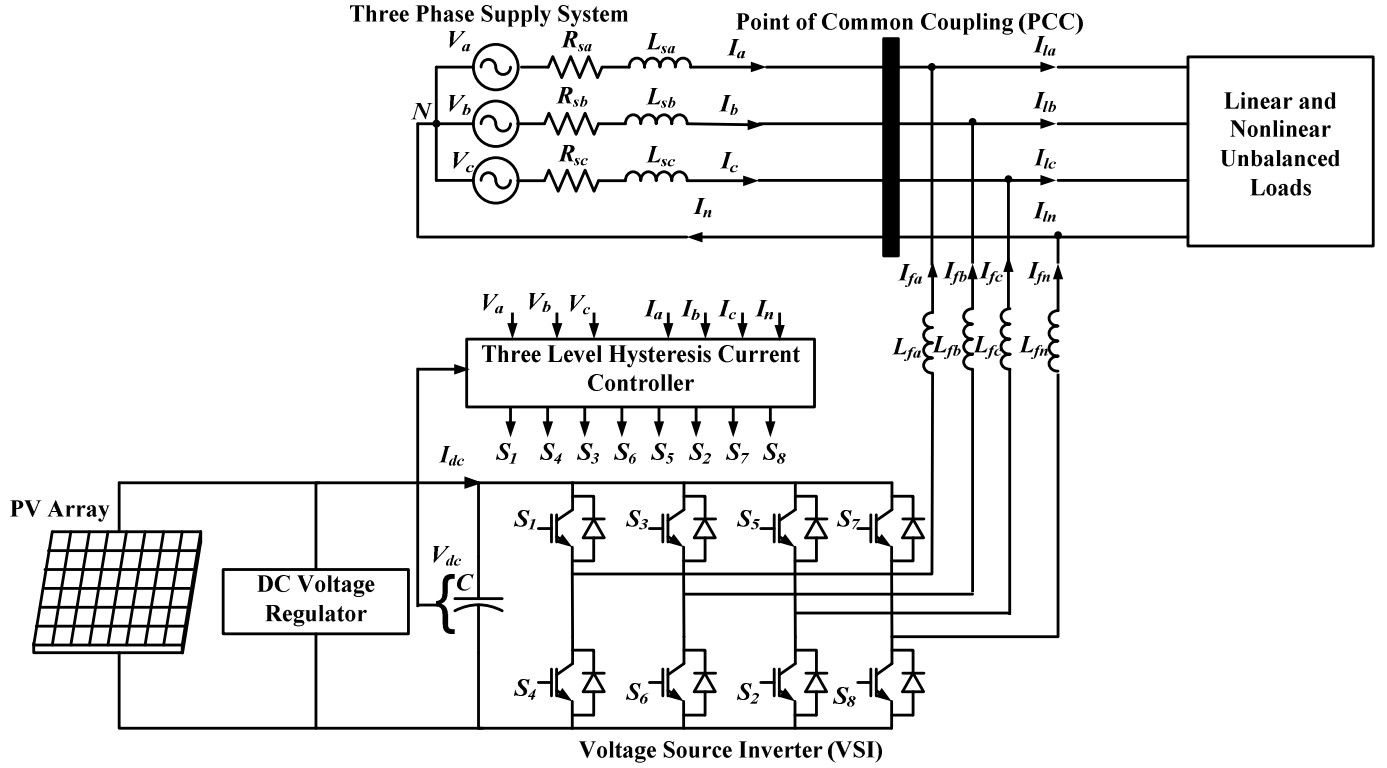 Three Phase Supply System
Point of Common Coupling (PCC)
Va
Rsa
Lsa
Ia
Ila
N
Vb
Rsb
Lsb
Ib
Ilb
Vc
Rsc
Lsc
Ic
Ilc
In
Iln
Linear and
Nonlinear
Unbalanced
Loads
Ifa
Ifb
Ifc
Ifn
Lfa
Lfb
Lfc
Lfn
Va
Vb
Vc
Ia
Ib
Ic
In
Three Level Hysteresis Current
Controller
S1
S4
S3
S6
S5
S2
S7
S8
Idc
PV Array
DC Voltage
Regulator
Vdc
C
{
S1
S3
S5
S7
S4
S6
S2
S8
Voltage Source Inverter (VSI)